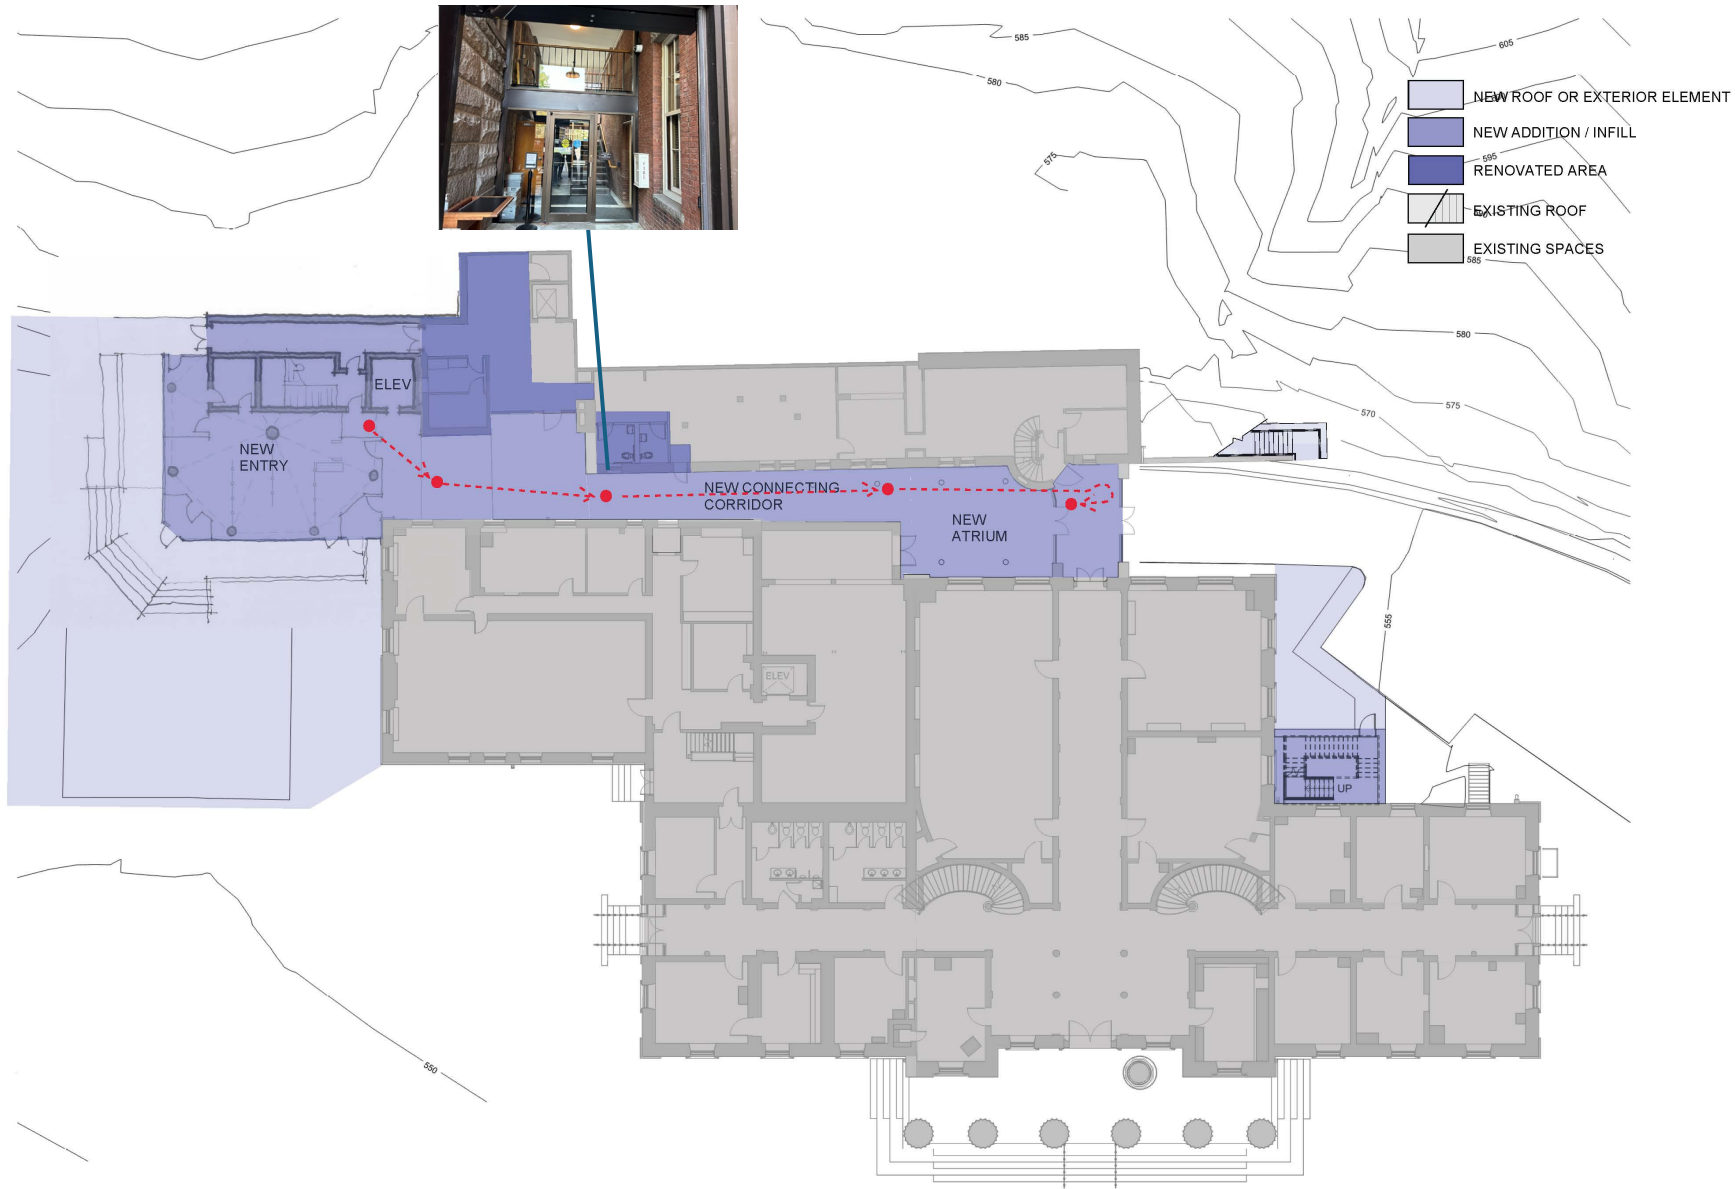 585
580
605
575
NEW ROOF OR EXTERIOR ELEMENT
NEW ADDITION / INFILL
595
RENOVATED AREA
EXISTING ROOF
EXISTING SPACES
585
580
575
570
ELEV
NEW
ENTRY
NEW CONNECTING
CORRIDOR
NEW
ATRIUM
555
ELEV
UP
550